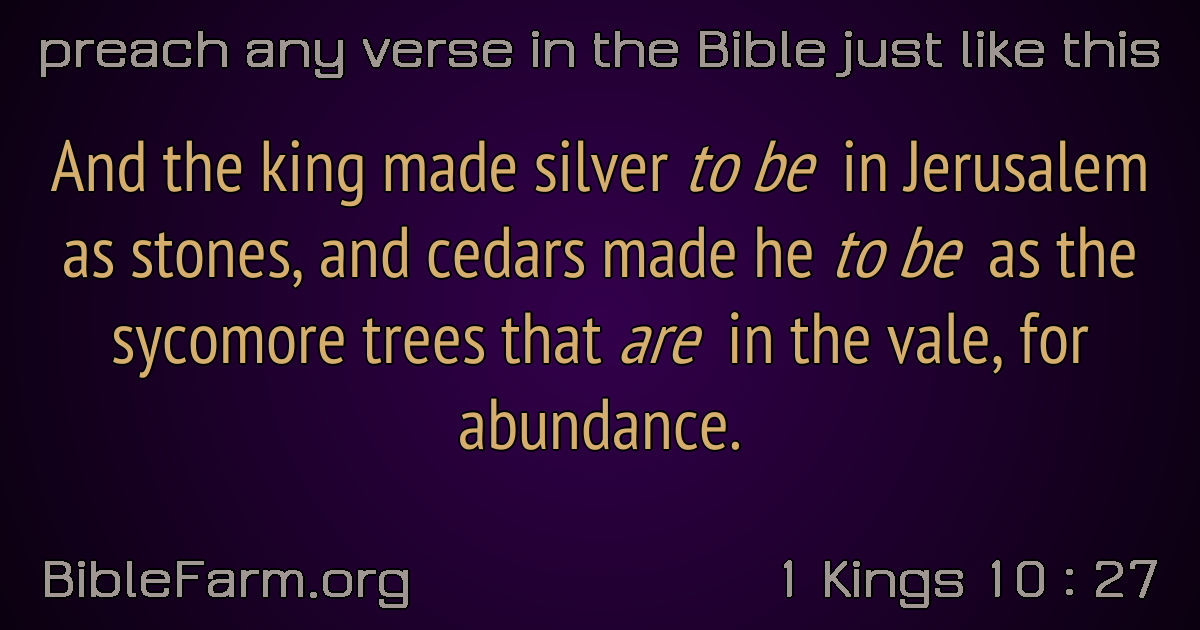 preach any verse in the Bible just like this
And the king made silver to be in Jerusalem
as stones, and cedars made he to be as the
sycomore trees that are in the vale, for
abundance.
BibleFarm.org
1 Kings 10 : 27